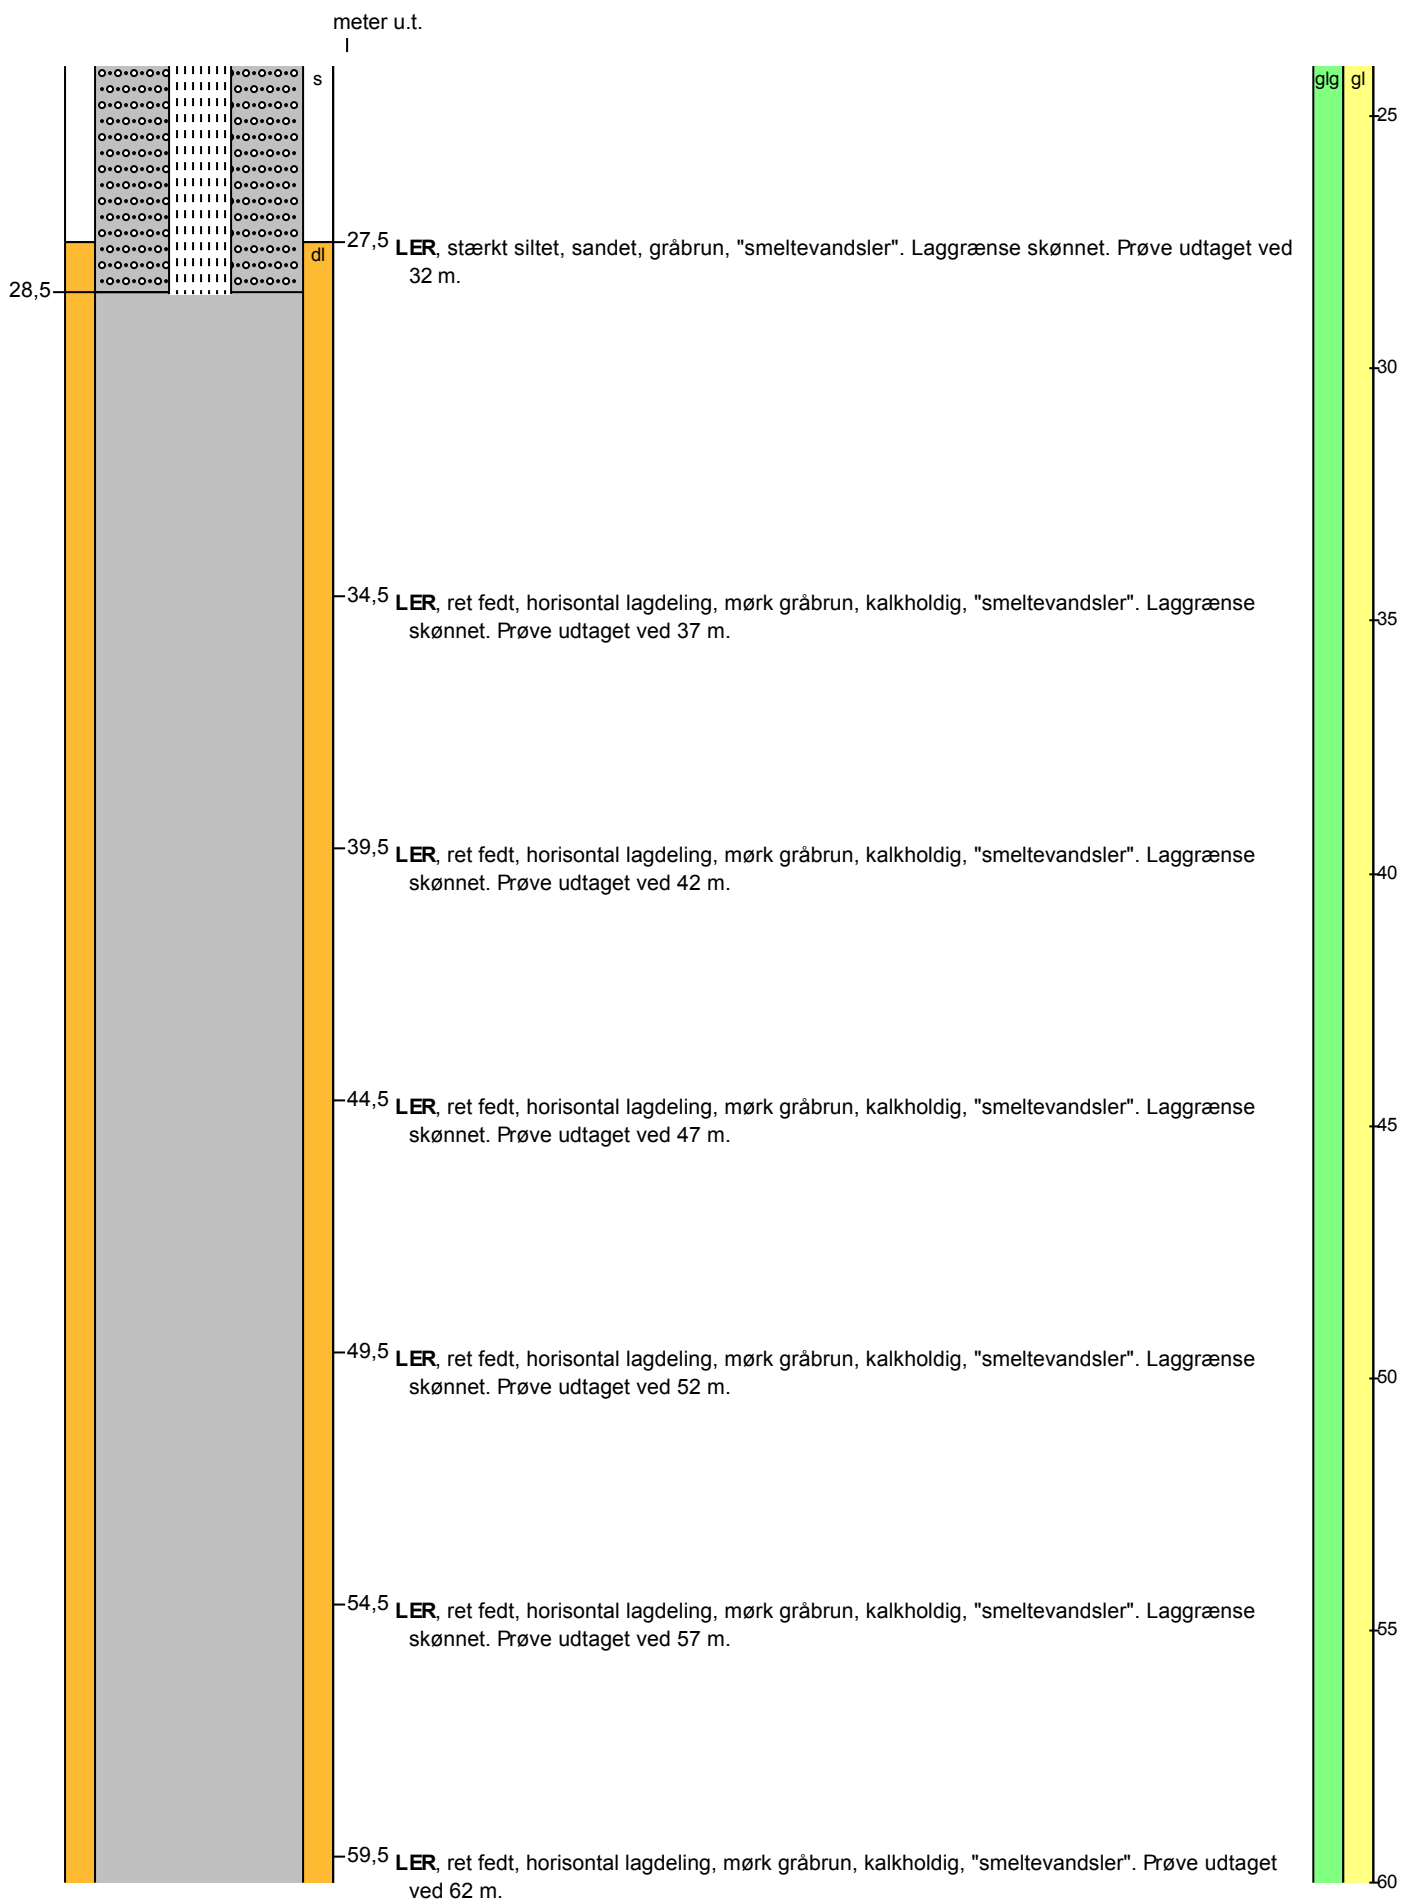 meter u.t.
s
glg gl
25
27,5 LER, stærkt siltet, sandet, gråbrun, "smeltevandsler". Laggrænse skønnet. Prøve udtaget ved
dl
32 m.
28,5
30
34,5 LER, ret fedt, horisontal lagdeling, mørk gråbrun, kalkholdig, "smeltevandsler". Laggrænse
skønnet. Prøve udtaget ved 37 m.
35
39,5 LER, ret fedt, horisontal lagdeling, mørk gråbrun, kalkholdig, "smeltevandsler". Laggrænse
skønnet. Prøve udtaget ved 42 m.
40
44,5 LER, ret fedt, horisontal lagdeling, mørk gråbrun, kalkholdig, "smeltevandsler". Laggrænse
skønnet. Prøve udtaget ved 47 m.
45
49,5 LER, ret fedt, horisontal lagdeling, mørk gråbrun, kalkholdig, "smeltevandsler". Laggrænse
skønnet. Prøve udtaget ved 52 m.
50
54,5 LER, ret fedt, horisontal lagdeling, mørk gråbrun, kalkholdig, "smeltevandsler". Laggrænse
skønnet. Prøve udtaget ved 57 m.
55
59,5 LER, ret fedt, horisontal lagdeling, mørk gråbrun, kalkholdig, "smeltevandsler". Prøve udtaget
ved 62 m.
60